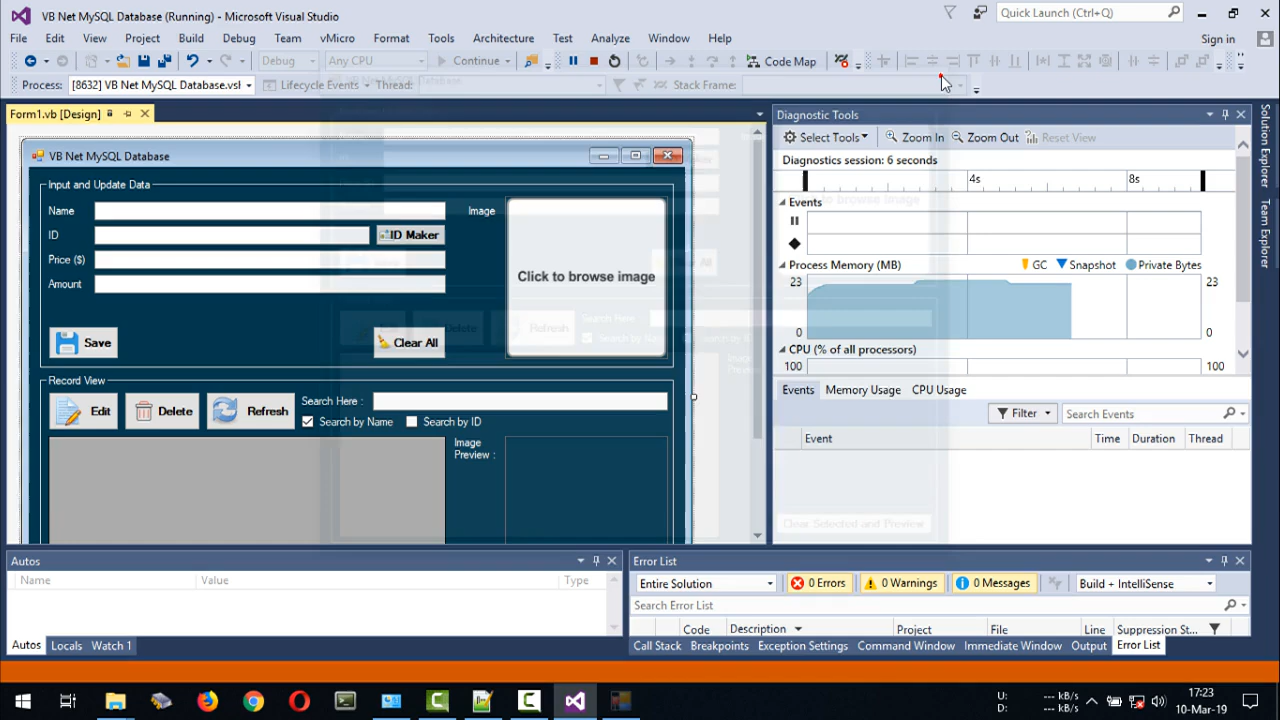 VB Net MySQL Database (Running) - Microsoft Visual Studio
Quick Launch (Ctrl+Q)
File Edit View Project Build Debug Team vMicro Format Tools Architecture Test Analyze Window Help
Sign in
Debug Any CPU Continue Code Map
Process: [8632] VB Net MySQL Database.vsl Lifecycle Events Thread: Stack Frame:
Form1.vb [Design]
Diagnostic Tools
Solution Explorer
Team Explorer
Select Tools Zoom In Zoom Out Reset View
Diagnostics session: 6 seconds
4s 8s
Events
Process Memory (MB) GC Snapshot Private Bytes
23 23
0 0
CPU (% of all processors)
100 100
Events Memory Usage CPU Usage
Filter Search Events
Event Time Duration Thread
Clear Selected and Preview
VB Net MySQL Database
Input and Update Data
Name Image
ID ID Maker
Price ($)
Amount
Click to browse image
Save Clear All
Record View
Edit Delete Refresh
Search Here :
Search by Name Search by ID
Image
Preview :
Autos
Name Value Type
Autos Locals Watch 1
Error List
Entire Solution 0 Errors 0 Warnings 0 Messages Build + IntelliSense
Search Error List
Code Description Project File Line Suppression St...
Call Stack Breakpoints Exception Settings Command Window Immediate Window Output Error List
U: --- kB/s
D: --- kB/s
17:23
10-Mar-19